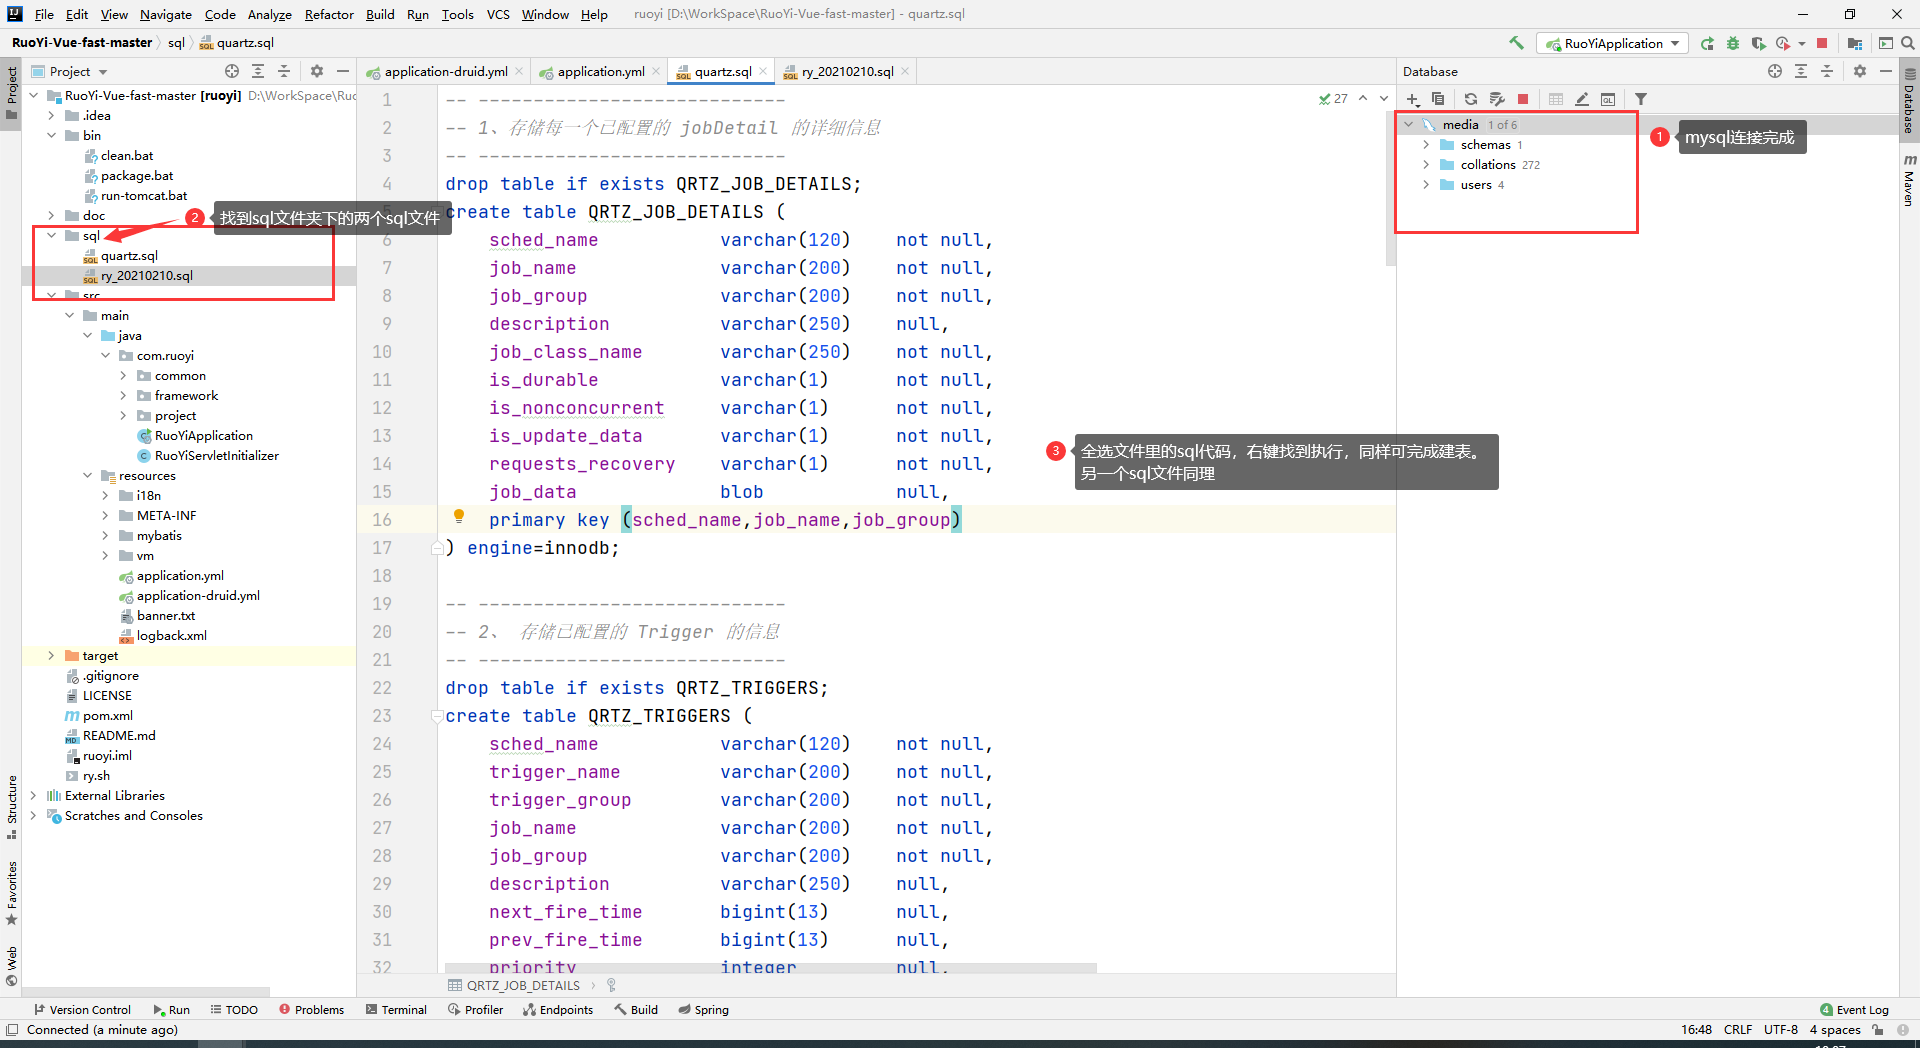 File Edit View Navigate Code Analyze Refactor Build Run Tools VCS Window Help ruoyi [D:\WorkSpace\RuoYi-Vue-fast-master] - quartz.sql
RuoYi-Vue-fast-master sql quartz.sql
RuoYiApplication
Project
application-druid.yml
application.yml
quartz.sql
ry_20210210.sql
Database
Project
RuoYi-Vue-fast-master [ruoyi] D:\WorkSpace\Ruo
.idea
bin
clean.bat
package.bat
run-tomcat.bat
doc
2 找到sql文件夹下的两个sql文件
sql
quartz.sql
ry_20210210.sql
src
main
java
com.ruoyi
common
framework
project
RuoYiApplication
RuoYiServletInitializer
resources
i18n
META-INF
mybatis
vm
application.yml
application-druid.yml
banner.txt
logback.xml
target
.gitignore
LICENSE
pom.xml
README.md
ruoyi.iml
ry.sh
External Libraries
Scratches and Consoles
Structure
Favorites
Web
27
1 -- ----------------------------
2 -- 1、存储每一个已配置的 jobDetail 的详细信息
3 -- ----------------------------
4 drop table if exists QRTZ_JOB_DETAILS;
create table QRTZ_JOB_DETAILS (
6 sched_name varchar(120) not null,
7 job_name varchar(200) not null,
8 job_group varchar(200) not null,
9 description varchar(250) null,
10 job_class_name varchar(250) not null,
11 is_durable varchar(1) not null,
12 is_nonconcurrent varchar(1) not null,
13 is_update_data varchar(1) not null,
14 requests_recovery varchar(1) not null,
15 job_data blob null,
16 primary key (sched_name,job_name,job_group)
17 ) engine=innodb;
18
19 -- ----------------------------
20 -- 2、 存储已配置的 Trigger 的信息
21 -- ----------------------------
22 drop table if exists QRTZ_TRIGGERS;
23 create table QRTZ_TRIGGERS (
24 sched_name varchar(120) not null,
25 trigger_name varchar(200) not null,
26 trigger_group varchar(200) not null,
27 job_name varchar(200) not null,
28 job_group varchar(200) not null,
29 description varchar(250) null,
30 next_fire_time bigint(13) null,
31 prev_fire_time bigint(13) null,
32 priority integer null,
QRTZ_JOB_DETAILS
3 全选文件里的sql代码，右键找到执行，同样可完成建表。
另一个sql文件同理
media 1 of 6
schemas 1
collations 272
users 4
1 mysql连接完成
Database
Maven
Version Control Run TODO Problems Terminal Profiler Endpoints Build Spring
4 Event Log
Connected (a minute ago)
16:48 CRLF UTF-8 4 spaces